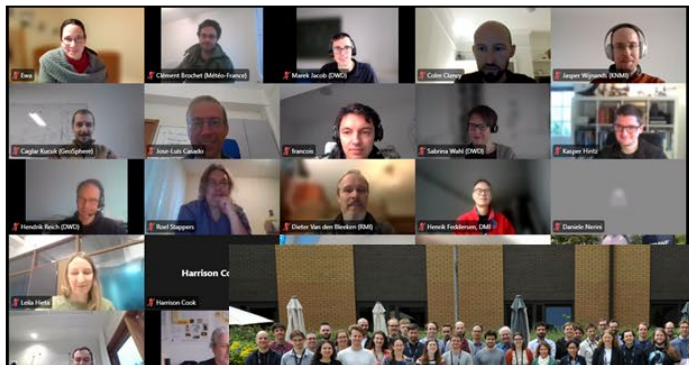 Ewa
Clément Brochet (Météo-France)
Marek Jacob (DWD)
Colm Clancy
Jasper Wijnands (KNMI)
Caglar Kucuk (GeoSphere)
Jose-Luis Casado
francois
Sabrina Wahl (DWD)
Kasper Hintz
Hendrik Reich (DWD)
Roel Stappers
Dieter Van den Bleeken (RMI)
Henrik Feddersen, DMI
Daniele Nerini
Leila Hieta
Harrison Co
Harrison Cook